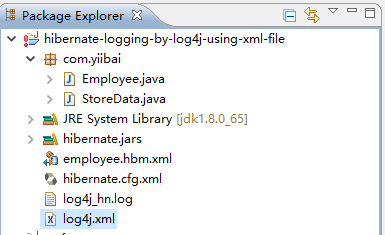 Package Explorer
hibernate-logging-by-log4j-using-xml-file
com.yiibai
Employee.java
StoreData.java
JRE System Library [jdk1.8.0_65]
hibernate.jars
employee.hbm.xml
hibernate.cfg.xml
log4j_hn.log
log4j.xml